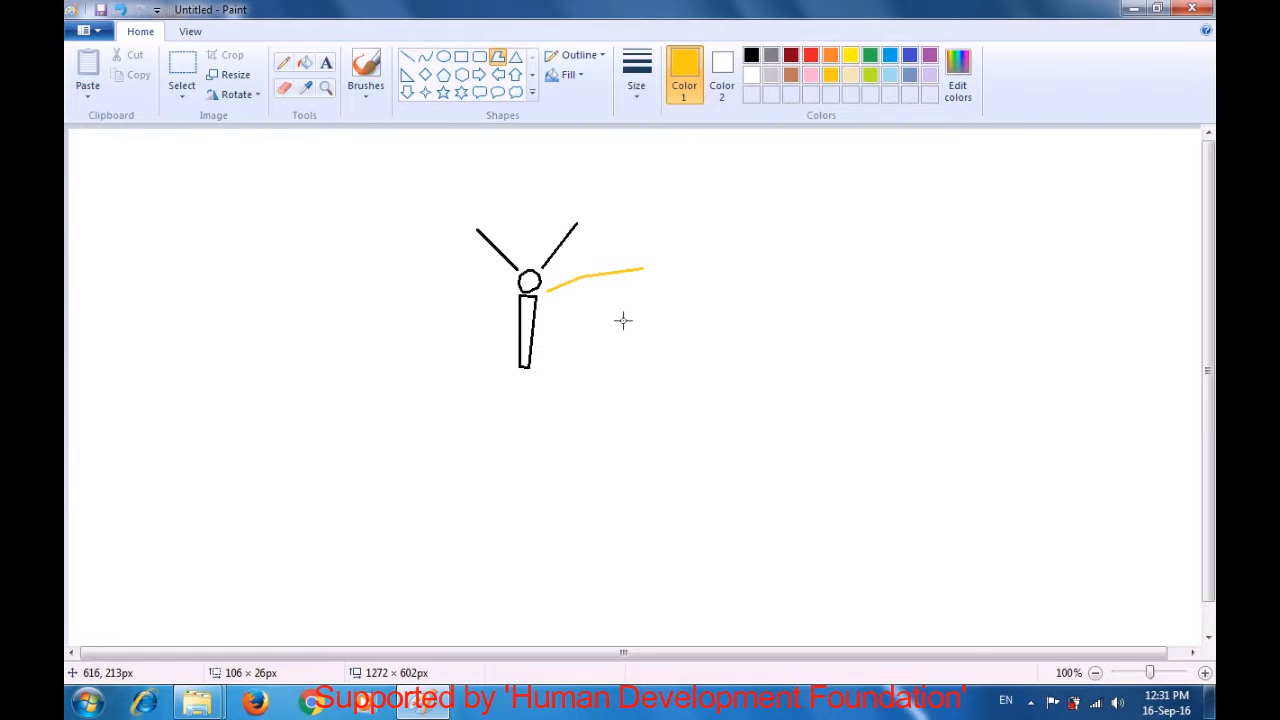 Untitled - Paint
Home
View
Paste
Cut
Copy
Clipboard
Select
Crop
Resize
Rotate
Image
A
Tools
Brushes
Outline
Fill
Shapes
Size
Color
1
Color
2
Edit
colors
Colors
616, 213px
106 × 26px
1272 × 602px
100%
EN
12:31 PM
16-Sep-16
Supported by 'Human Development Foundation'